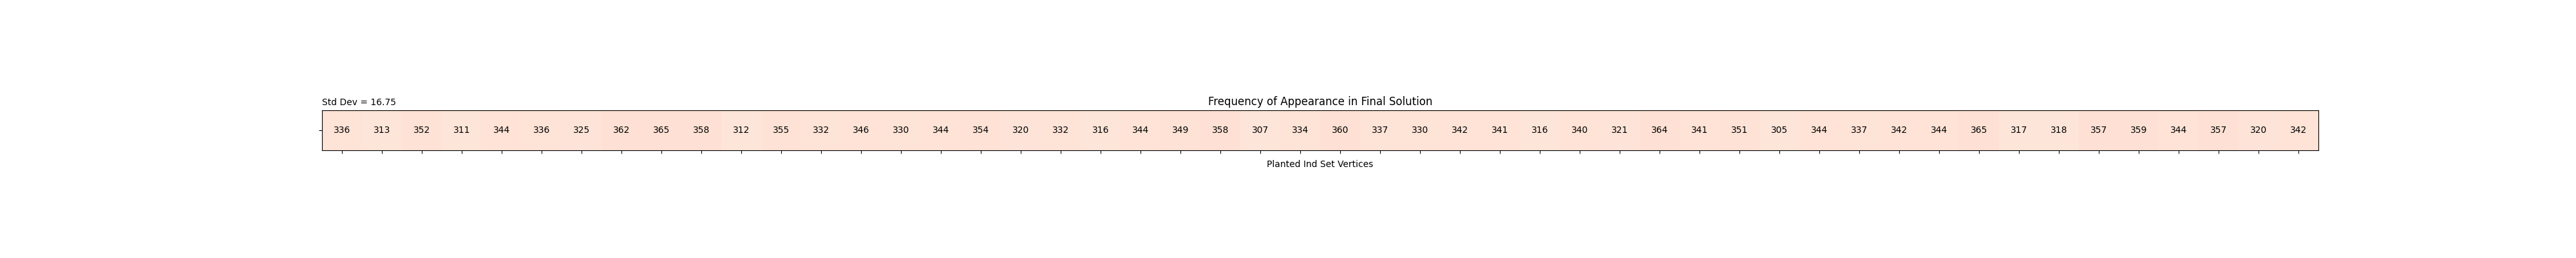 Std Dev = 16.75
Frequency of Appearance in Final Solution
336 313 352 311 344 336 325 362 365 358 312 355 332 346 330 344 354 320 332 316 344 349 358 307 334 360 337 330 342 341 316 340 321 364 341 351 305 344 337 342 344 365 317 318 357 359 344 357 320 342
Planted Ind Set Vertices